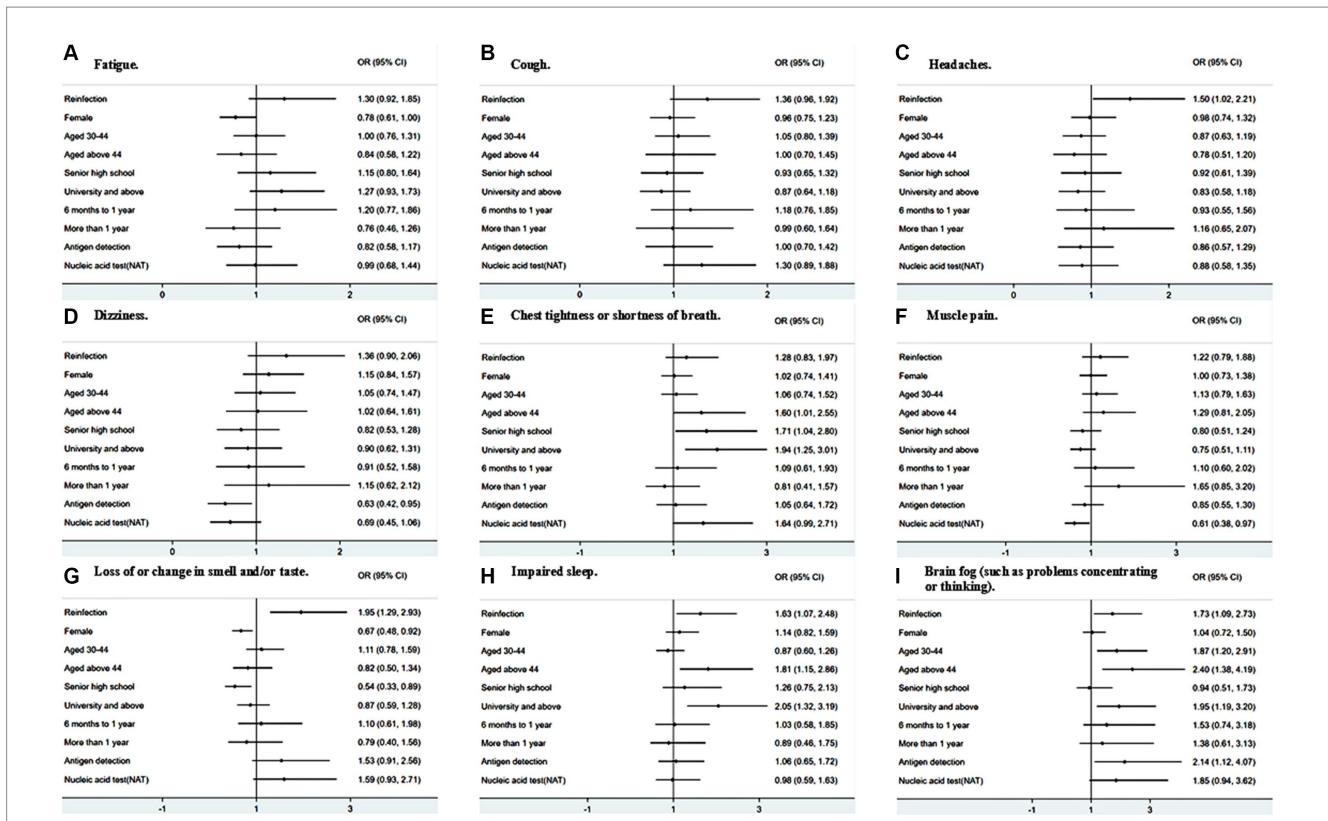 A Fatigue. OR (95% CI)
Reinfection 1.30 (0.92, 1.85)
Female 0.78 (0.61, 1.00)
Aged 30-44 1.00 (0.76, 1.31)
Aged above 44 0.84 (0.58, 1.22)
Senior high school 1.15 (0.80, 1.64)
University and above 1.27 (0.93, 1.73)
6 months to 1 year 1.20 (0.77, 1.86)
More than 1 year 0.76 (0.46, 1.26)
Antigen detection 0.82 (0.58, 1.17)
Nucleic acid test(NAT) 0.99 (0.68, 1.44)
0 1 2
B Cough. OR (95% CI)
Reinfection 1.36 (0.96, 1.92)
Female 0.96 (0.75, 1.23)
Aged 30-44 1.05 (0.80, 1.39)
Aged above 44 1.00 (0.70, 1.45)
Senior high school 0.93 (0.65, 1.32)
University and above 0.87 (0.64, 1.18)
6 months to 1 year 1.18 (0.76, 1.85)
More than 1 year 0.99 (0.60, 1.64)
Antigen detection 1.00 (0.70, 1.42)
Nucleic acid test(NAT) 1.30 (0.89, 1.88)
0 1 2
C Headaches. OR (95% CI)
Reinfection 1.50 (1.02, 2.21)
Female 0.98 (0.74, 1.32)
Aged 30-44 0.87 (0.63, 1.19)
Aged above 44 0.78 (0.51, 1.20)
Senior high school 0.92 (0.61, 1.39)
University and above 0.83 (0.58, 1.18)
6 months to 1 year 0.93 (0.55, 1.56)
More than 1 year 1.16 (0.65, 2.07)
Antigen detection 0.86 (0.57, 1.29)
Nucleic acid test(NAT) 0.88 (0.58, 1.35)
0 1 2
D Dizziness. OR (95% CI)
Reinfection 1.36 (0.90, 2.06)
Female 1.15 (0.84, 1.57)
Aged 30-44 1.05 (0.74, 1.47)
Aged above 44 1.02 (0.64, 1.61)
Senior high school 0.82 (0.53, 1.28)
University and above 0.90 (0.62, 1.31)
6 months to 1 year 0.91 (0.52, 1.58)
More than 1 year 1.15 (0.62, 2.12)
Antigen detection 0.63 (0.42, 0.95)
Nucleic acid test(NAT) 0.69 (0.45, 1.06)
0 1 2
E Chest tightness or shortness of breath. OR (95% CI)
Reinfection 1.28 (0.83, 1.97)
Female 1.02 (0.74, 1.41)
Aged 30-44 1.06 (0.74, 1.52)
Aged above 44 1.60 (1.01, 2.55)
Senior high school 1.71 (1.04, 2.80)
University and above 1.94 (1.25, 3.01)
6 months to 1 year 1.09 (0.61, 1.93)
More than 1 year 0.81 (0.41, 1.57)
Antigen detection 1.05 (0.64, 1.72)
Nucleic acid test(NAT) 1.64 (0.99, 2.71)
-1 1 3
F Muscle pain. OR (95% CI)
Reinfection 1.22 (0.79, 1.88)
Female 1.00 (0.73, 1.38)
Aged 30-44 1.13 (0.79, 1.63)
Aged above 44 1.29 (0.81, 2.05)
Senior high school 0.80 (0.51, 1.24)
University and above 0.75 (0.51, 1.11)
6 months to 1 year 1.10 (0.60, 2.02)
More than 1 year 1.65 (0.85, 3.20)
Antigen detection 0.85 (0.55, 1.30)
Nucleic acid test(NAT) 0.61 (0.38, 0.97)
-1 1 3
G Loss of or change in smell and/or taste. OR (95% CI)
Reinfection 1.95 (1.29, 2.93)
Female 0.67 (0.48, 0.92)
Aged 30-44 1.11 (0.78, 1.59)
Aged above 44 0.82 (0.50, 1.34)
Senior high school 0.54 (0.33, 0.89)
University and above 0.87 (0.59, 1.28)
6 months to 1 year 1.10 (0.61, 1.98)
More than 1 year 0.79 (0.40, 1.56)
Antigen detection 1.53 (0.91, 2.56)
Nucleic acid test(NAT) 1.59 (0.93, 2.71)
-1 1 3
H Impaired sleep. OR (95% CI)
Reinfection 1.63 (1.07, 2.48)
Female 1.14 (0.82, 1.59)
Aged 30-44 0.87 (0.60, 1.26)
Aged above 44 1.81 (1.15, 2.86)
Senior high school 1.26 (0.75, 2.13)
University and above 2.05 (1.32, 3.19)
6 months to 1 year 1.03 (0.58, 1.85)
More than 1 year 0.89 (0.46, 1.75)
Antigen detection 1.06 (0.65, 1.72)
Nucleic acid test(NAT) 0.98 (0.59, 1.63)
-1 1 3
I Brain fog (such as problems concentrating
or thinking). OR (95% CI)
Reinfection 1.73 (1.09, 2.73)
Female 1.04 (0.72, 1.50)
Aged 30-44 1.87 (1.20, 2.91)
Aged above 44 2.40 (1.38, 4.19)
Senior high school 0.94 (0.51, 1.73)
University and above 1.95 (1.19, 3.20)
6 months to 1 year 1.53 (0.74, 3.18)
More than 1 year 1.38 (0.61, 3.13)
Antigen detection 2.14 (1.12, 4.07)
Nucleic acid test(NAT) 1.85 (0.94, 3.62)
-1 1 3